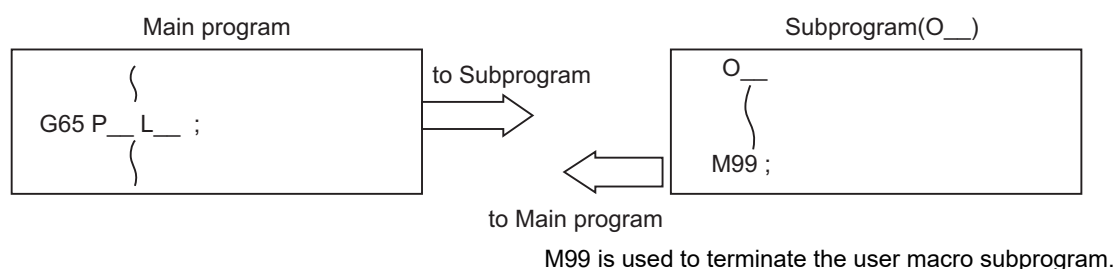 Main program
Subprogram(O__)
to Subprogram
O__
G65 P__ L__ ;
M99 ;
to Main program
M99 is used to terminate the user macro subprogram.